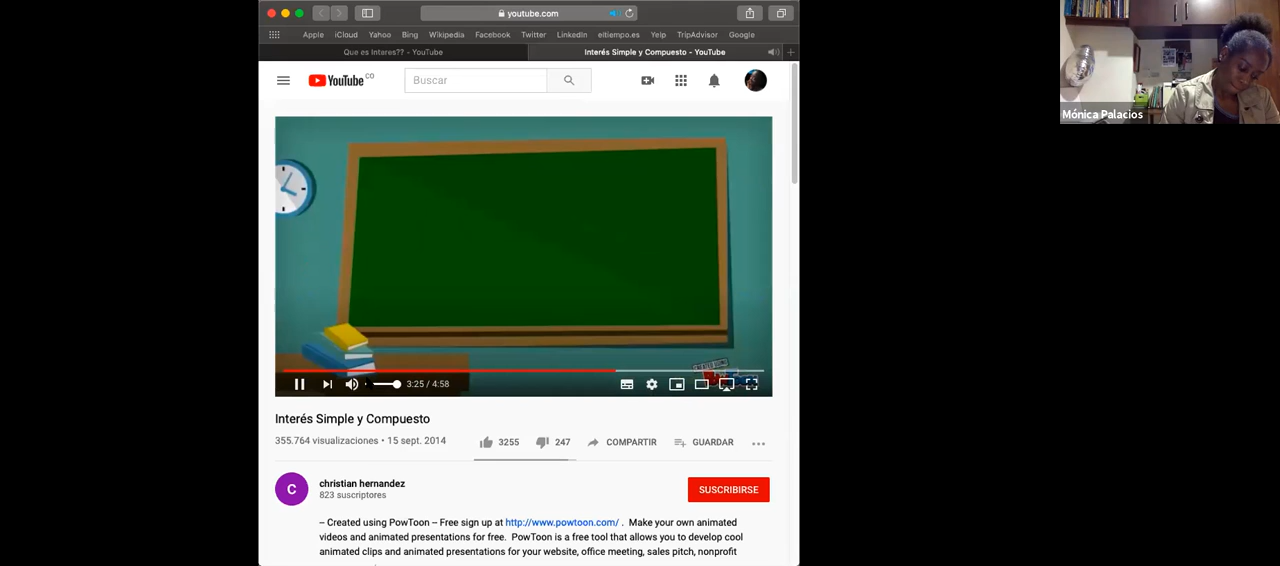 youtube.com
Apple iCloud Yahoo Bing Wikipedia Facebook Twitter LinkedIn eltiempo.es Yelp TripAdvisor Google
Que es Interes?? - YouTube
Interés Simple y Compuesto - YouTube
YouTube CO
Buscar
3:25 / 4:58
Interés Simple y Compuesto
355.764 visualizaciones • 15 sept. 2014
3255 247 COMPARTIR GUARDAR
C
christian hernandez
823 suscriptores
SUSCRIBIRSE
-- Created using PowToon -- Free sign up at http://www.powtoon.com/ . Make your own animated
videos and animated presentations for free. PowToon is a free tool that allows you to develop cool
animated clips and animated presentations for your website, office meeting, sales pitch, nonprofit
Mónica Palacios